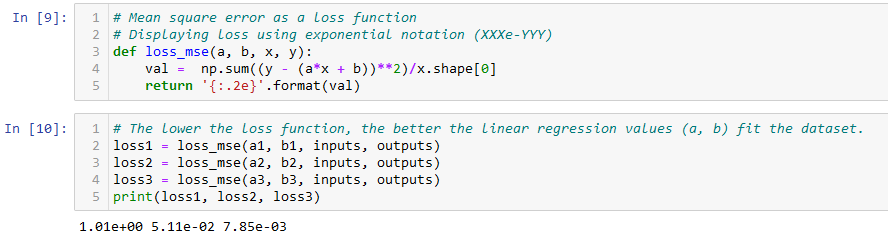 In [9]:
1 # Mean square error as a loss function
2 # Displaying loss using exponential notation (XXXe-YYY)
3 def loss_mse(a, b, x, y):
4     val =  np.sum((y - (a*x + b))**2)/x.shape[0]
5     return '{:.2e}'.format(val)
In [10]:
1 # The lower the loss function, the better the linear regression values (a, b) fit the dataset.
2 loss1 = loss_mse(a1, b1, inputs, outputs)
3 loss2 = loss_mse(a2, b2, inputs, outputs)
4 loss3 = loss_mse(a3, b3, inputs, outputs)
5 print(loss1, loss2, loss3)
1.01e+00 5.11e-02 7.85e-03